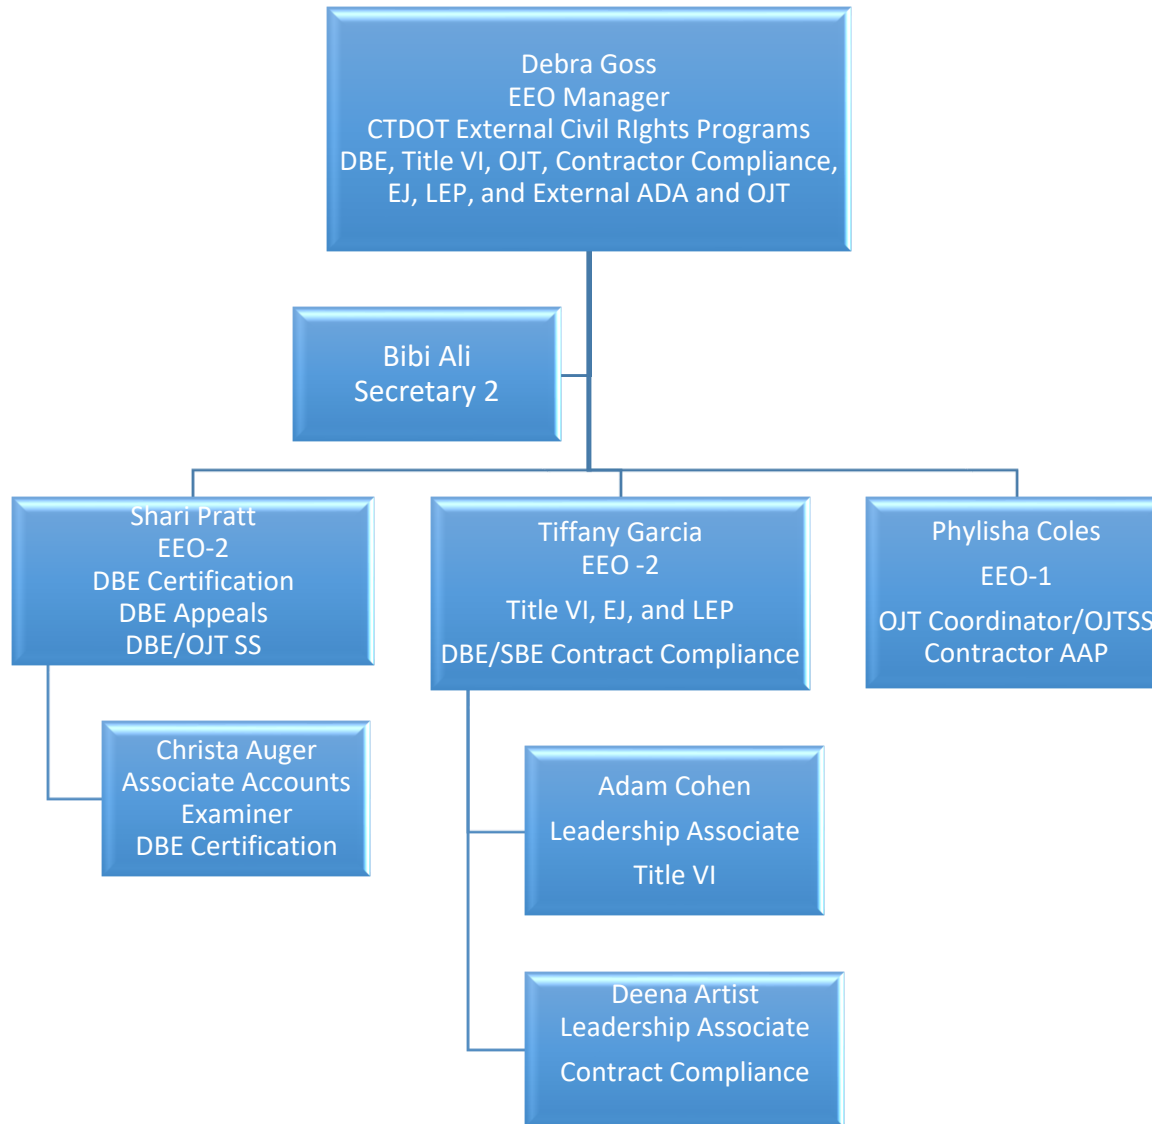 Debra Goss
EEO Manager
CTDOT External Civil RIghts Programs
DBE, Title VI, OJT, Contractor Compliance,
EJ, LEP, and External ADA and OJT
Bibi Ali
Secretary 2
Shari Pratt
EEO-2
DBE Certification
DBE Appeals
DBE/OJT SS
Tiffany Garcia
EEO -2
Title VI, EJ, and LEP
DBE/SBE Contract Compliance
Phylisha Coles
EEO-1
OJT Coordinator/OJTSS
Contractor AAP
Christa Auger
Associate Accounts
Examiner
DBE Certification
Adam Cohen
Leadership Associate
Title VI
Deena Artist
Leadership Associate
Contract Compliance